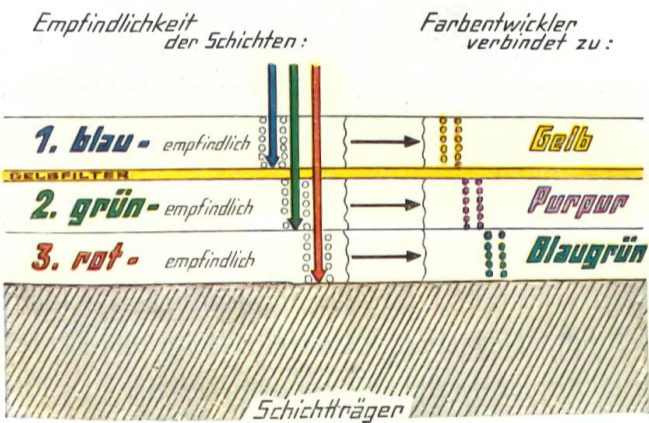 Empfindlichkeit
der Schichten:
Farbentwickler
verbindet zu:
1. blau- empfindlich
Gelb
GELBFILTER
2. grün- empfindlich
Purpur
3. rot- empfindlich
Blaugrün
Schichtträger